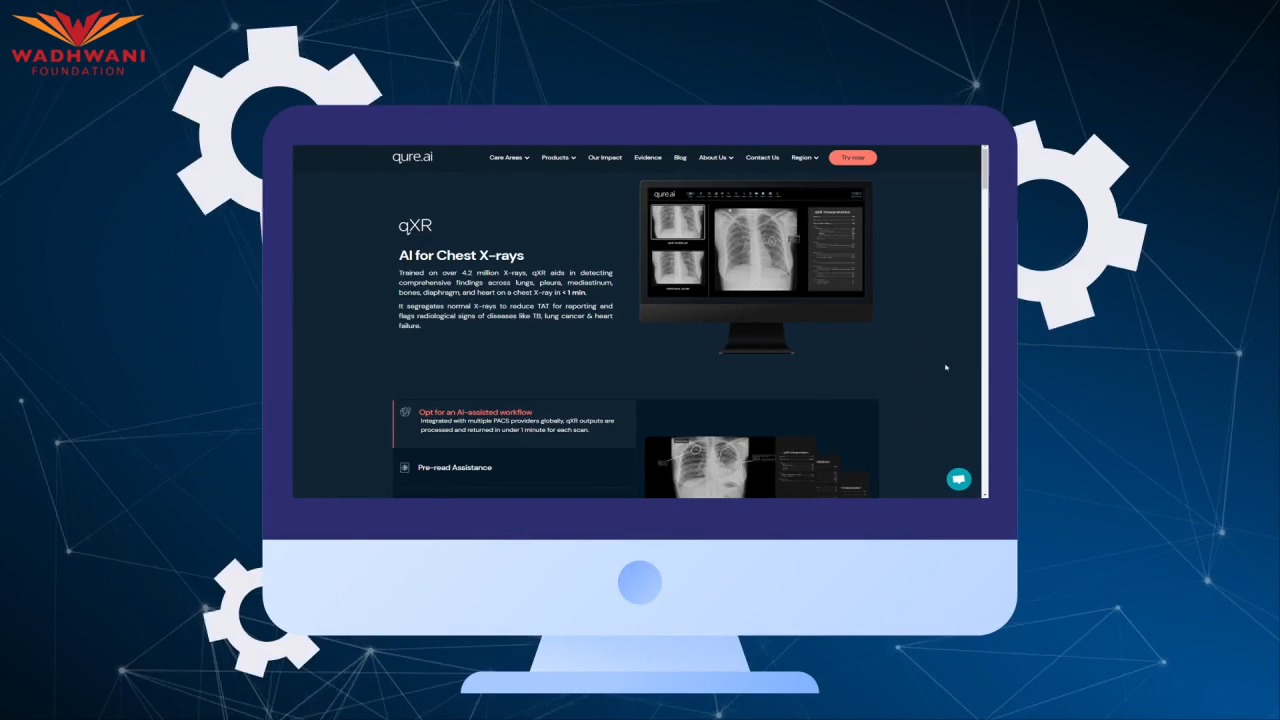 WADHWANI
FOUNDATION
qure.ai
Care Areas
Products
Our Impact
Evidence
Blog
About Us
Contact Us
Region
Try now
qure.ai
qXR
AI for Chest X-rays
Trained on over 4.2 million X-rays, qXR aids in detecting
comprehensive findings across lungs, pleura, mediastinum,
bones, diaphragm, and heart on a chest X-ray in < 1 min.
It segregates normal X-rays to reduce TAT for reporting and
flags radiological signs of diseases like TB, lung cancer & heart
failure.
Opt for an AI-assisted workflow
Integrated with multiple PACS providers globally, qXR outputs are
processed and returned in under 1 minute for each scan.
Pre-read Assistance